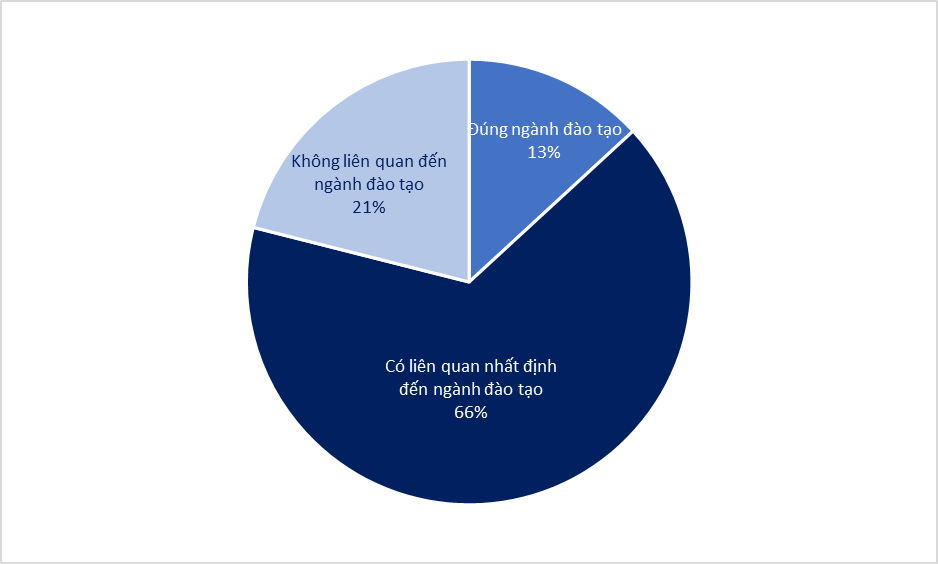 Đúng ngành đào tạo
13%
Không liên quan đến
ngành đào tạo
21%
Có liên quan nhất định
đến ngành đào tạo
66%